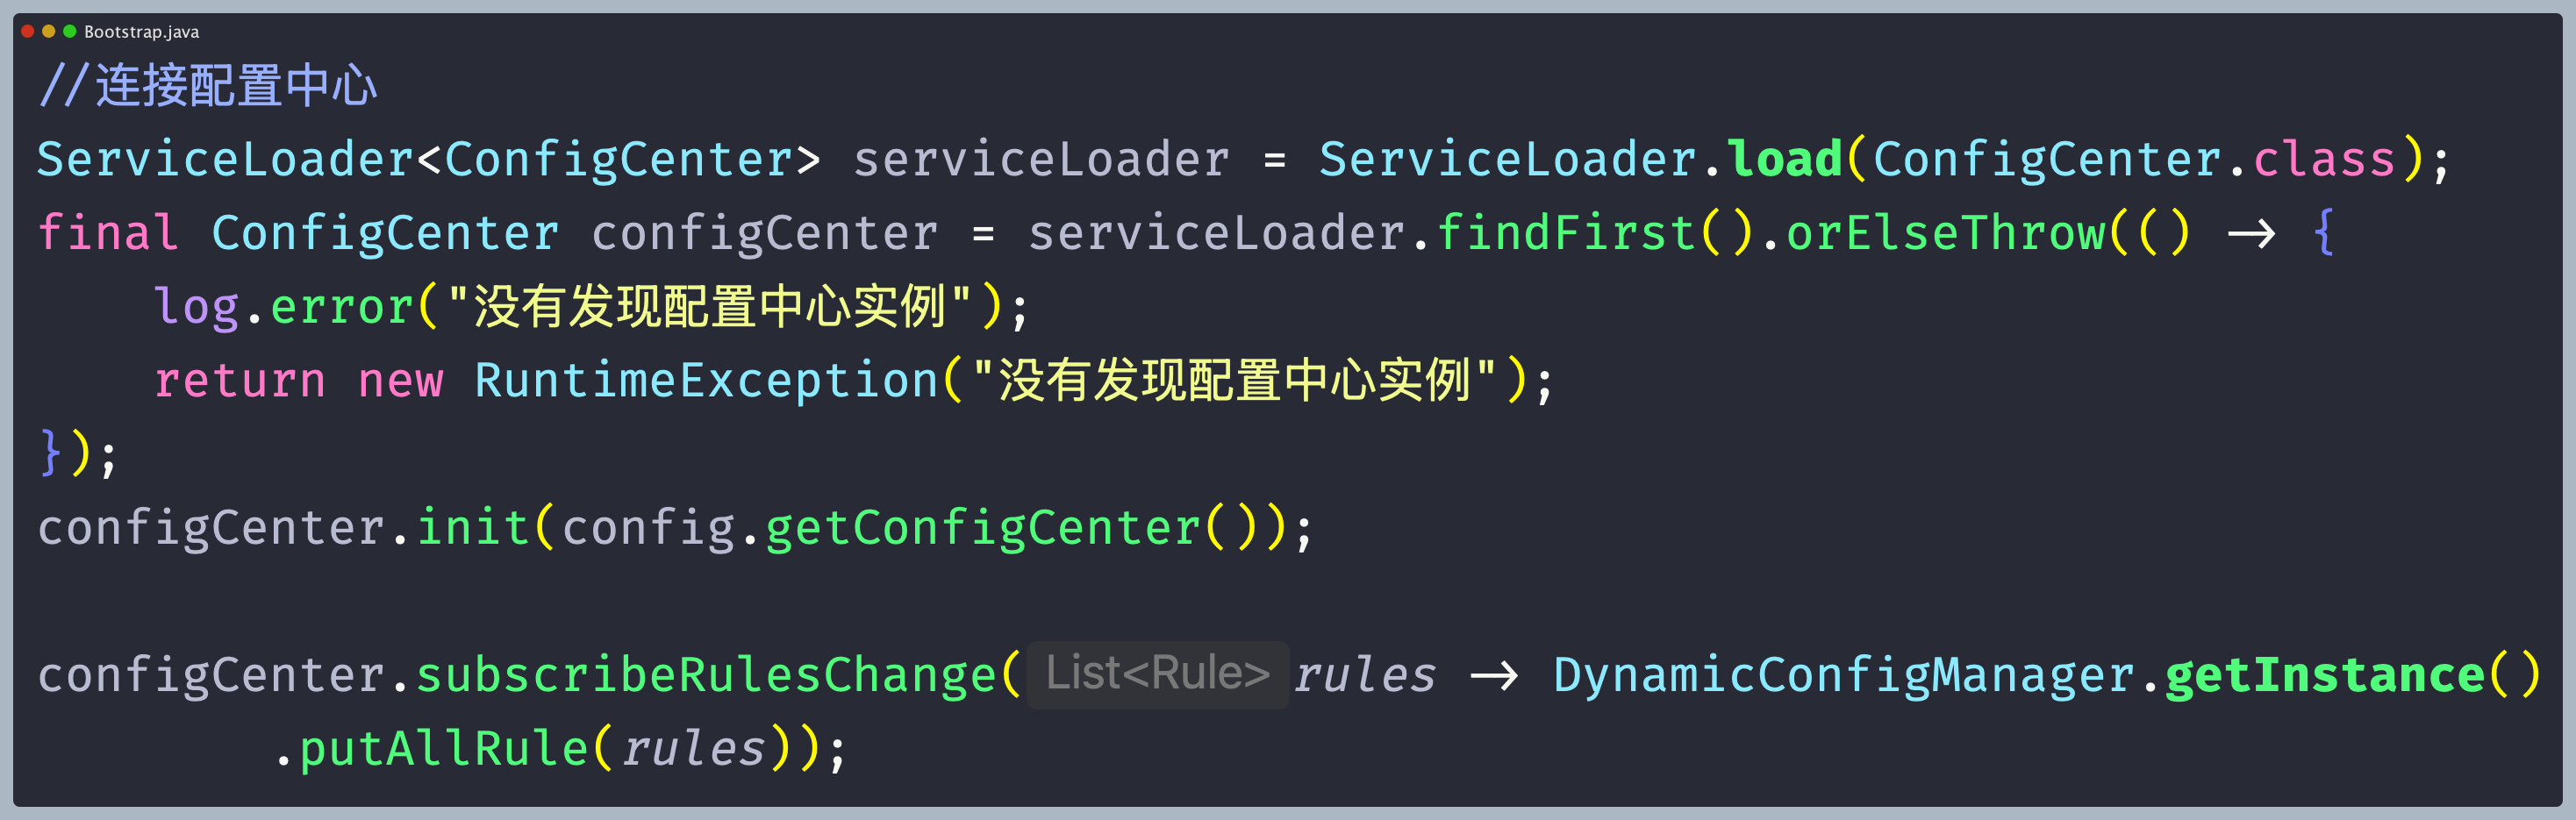 Bootstrap.java
//连接配置中心
ServiceLoader<ConfigCenter> serviceLoader = ServiceLoader.load(ConfigCenter.class);
final ConfigCenter configCenter = serviceLoader.findFirst().orElseThrow(() -> {
    log.error("没有发现配置中心实例");
    return new RuntimeException("没有发现配置中心实例");
});
configCenter.init(config.getConfigCenter());
configCenter.subscribeRulesChange( List<Rule> rules -> DynamicConfigManager.getInstance()
        .putAllRule(rules));